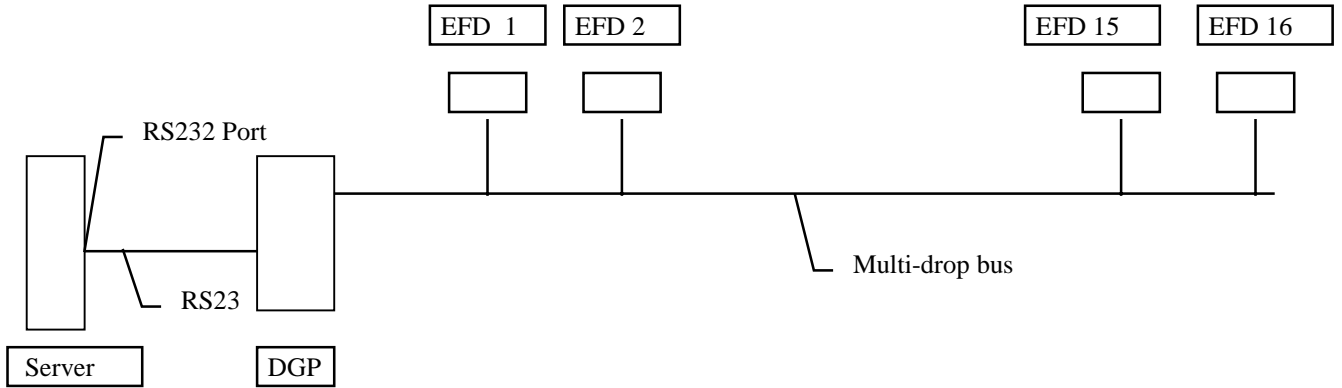 EFD 1
EFD 2
EFD 15
EFD 16
RS232 Port
Multi-drop bus
RS23
Server
DGP